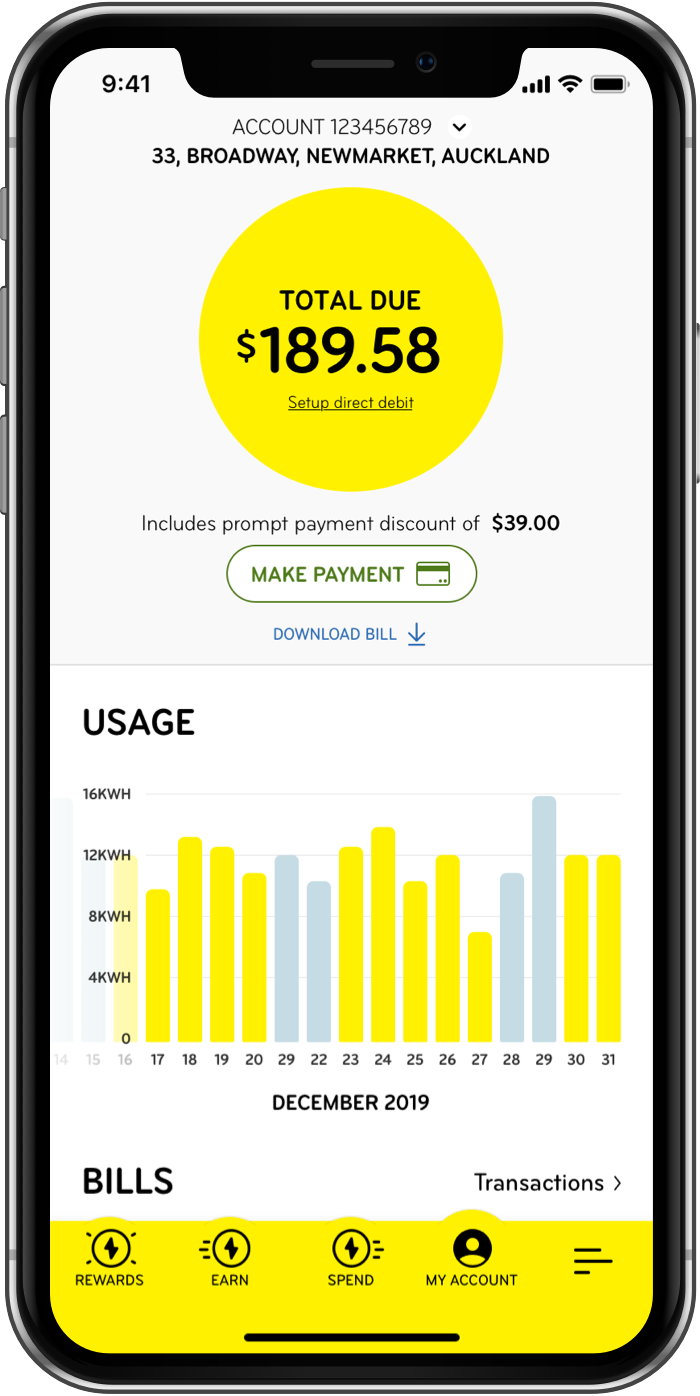 9:41
ACCOUNT 123456789
33, BROADWAY, NEWMARKET, AUCKLAND
TOTAL DUE
$189.58
Setup direct debit
Includes prompt payment discount of $39.00
MAKE PAYMENT
DOWNLOAD BILL
USAGE
16KWH
12KWH
8KWH
4KWH
0
14 15 16 17 18 19 20 29 22 23 24 25 26 27 28 29 30 31
DECEMBER 2019
BILLS Transactions
REWARDS EARN SPEND MY ACCOUNT